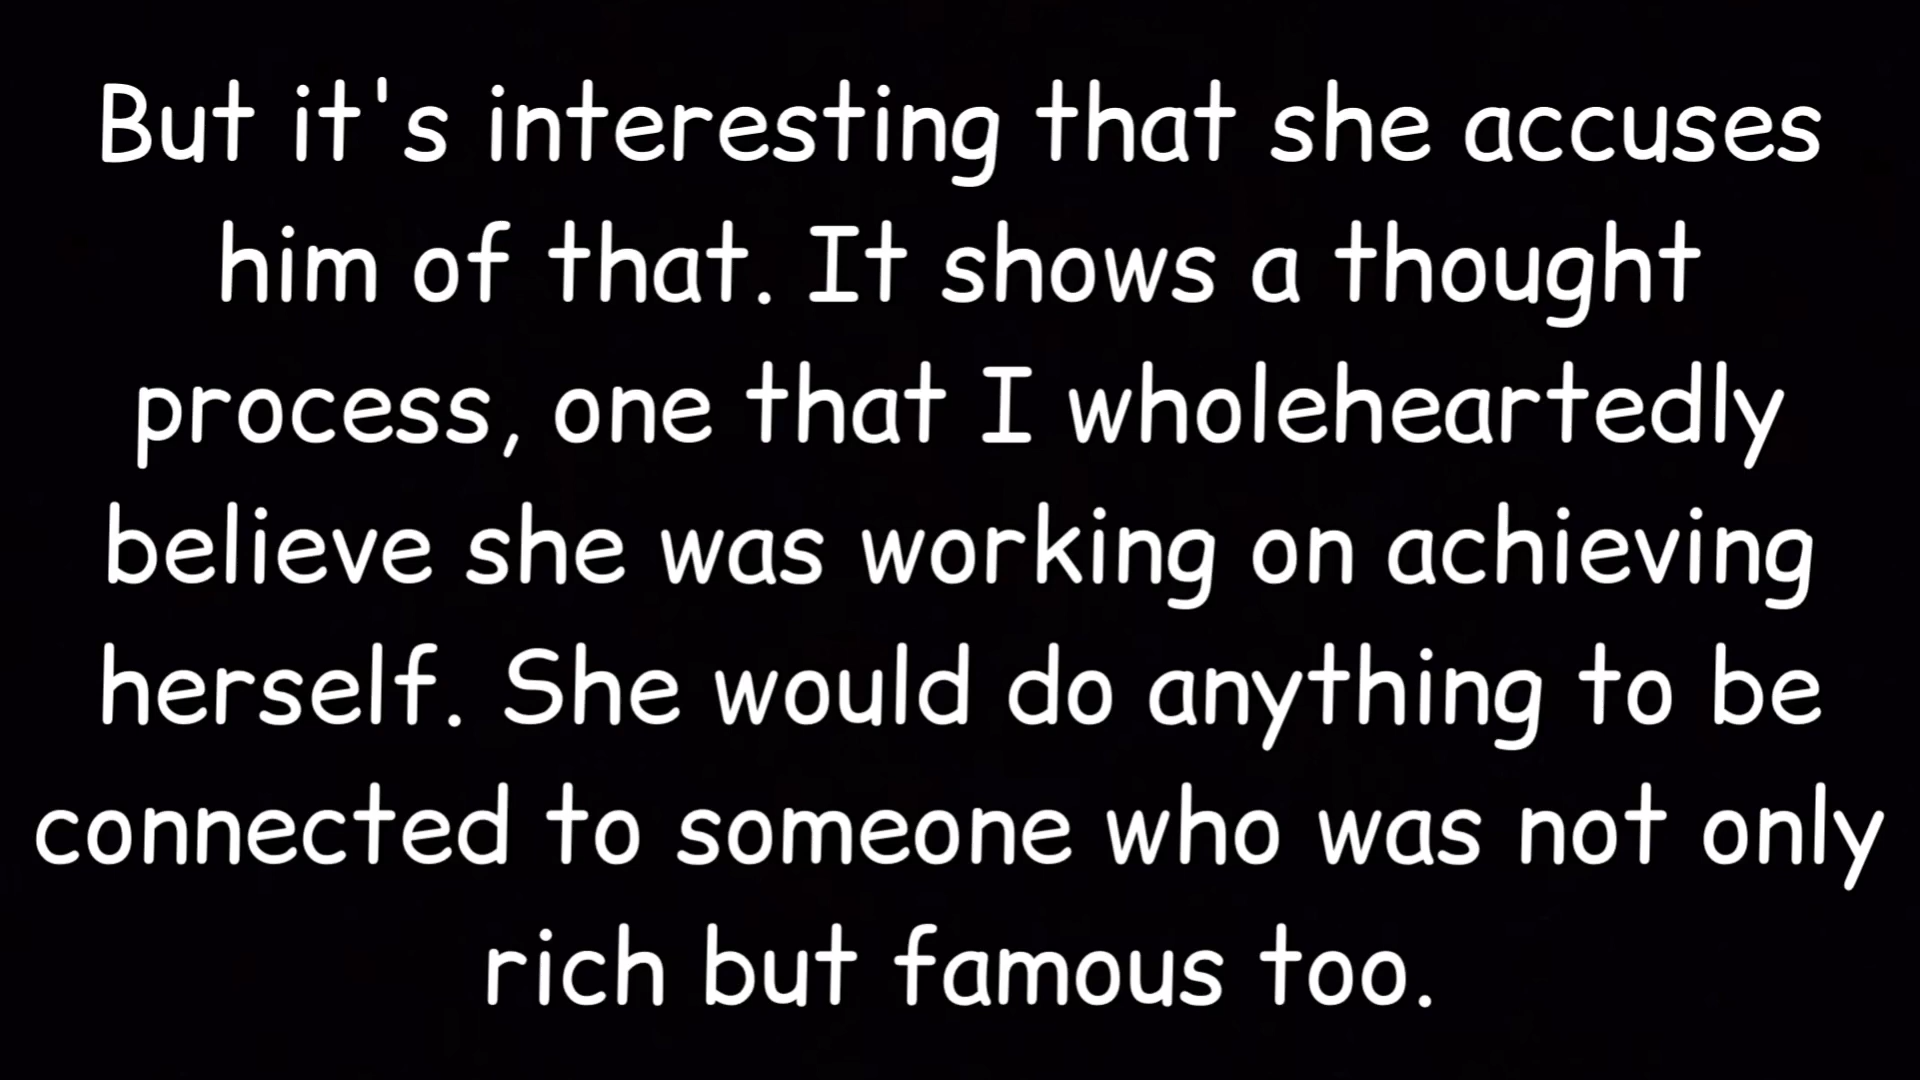 But it's interesting that she accuses
him of that. It shows a thought
process, one that I wholeheartedly
believe she was working on achieving
herself. She would do anything to be
connected to someone who was not only
rich but famous too.